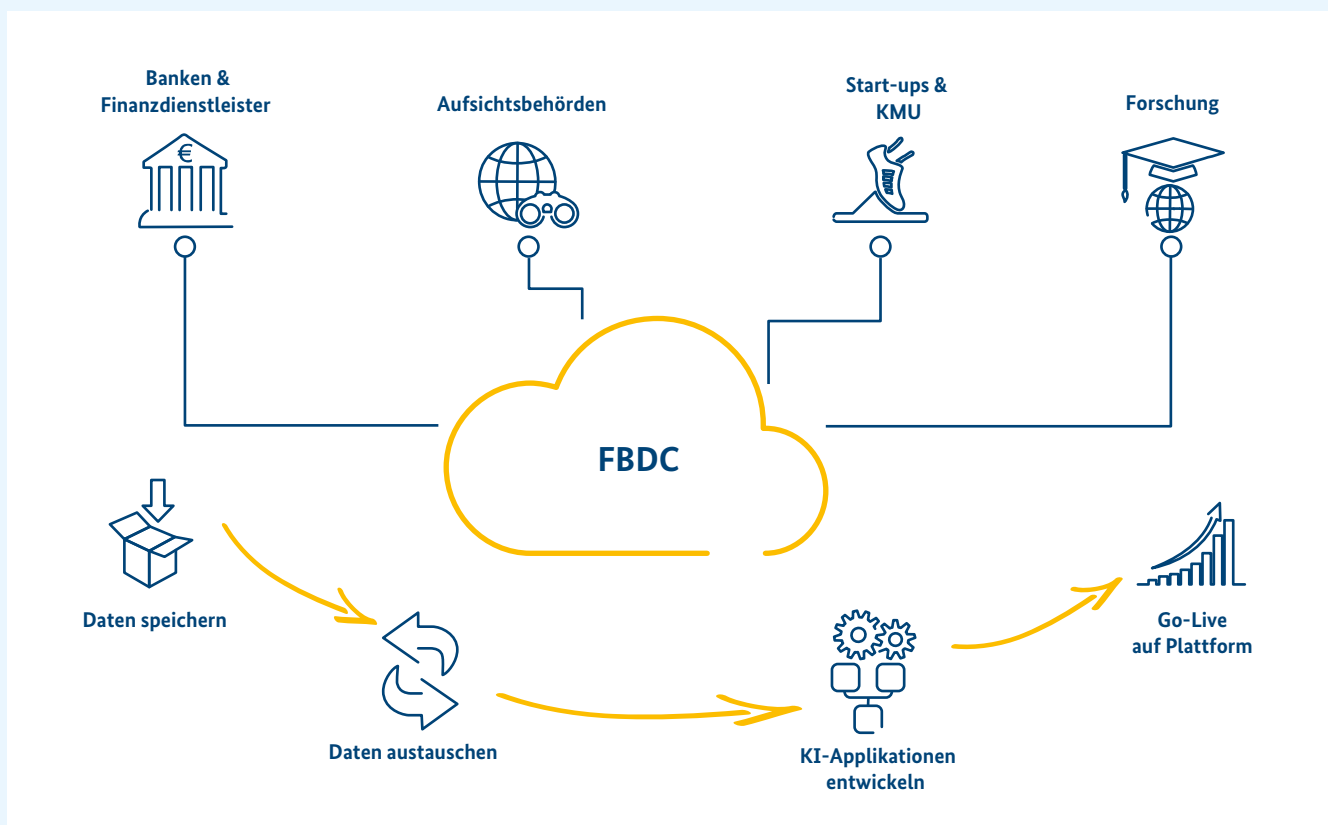 Banken &
Finanzdienstleister
Aufsichtsbehörden
Start-ups &
KMU
Forschung
€
FBDC
Daten speichern
Daten austauschen
KI-Applikationen
entwickeln
Go-Live
auf Plattform